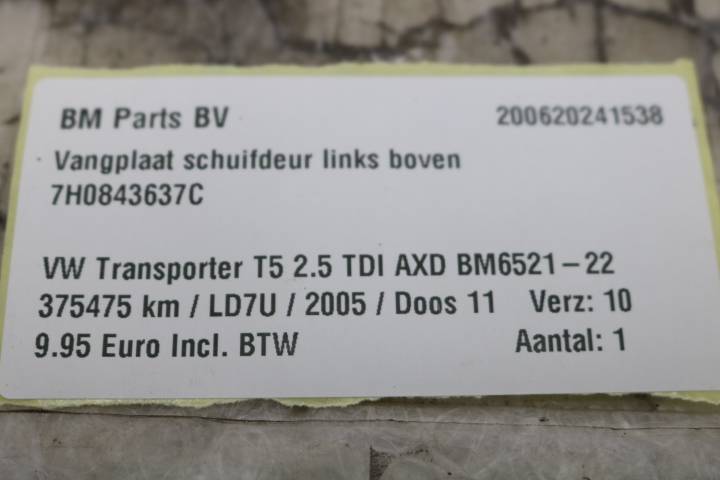 BM Parts BV 200620241538
Vangplaat schuifdeur links boven
7H0843637C
VW Transporter T5 2.5 TDI AXD BM6521-22
375475 km / LD7U / 2005 / Doos 11 Verz: 10
9.95 Euro Incl. BTW Aantal: 1